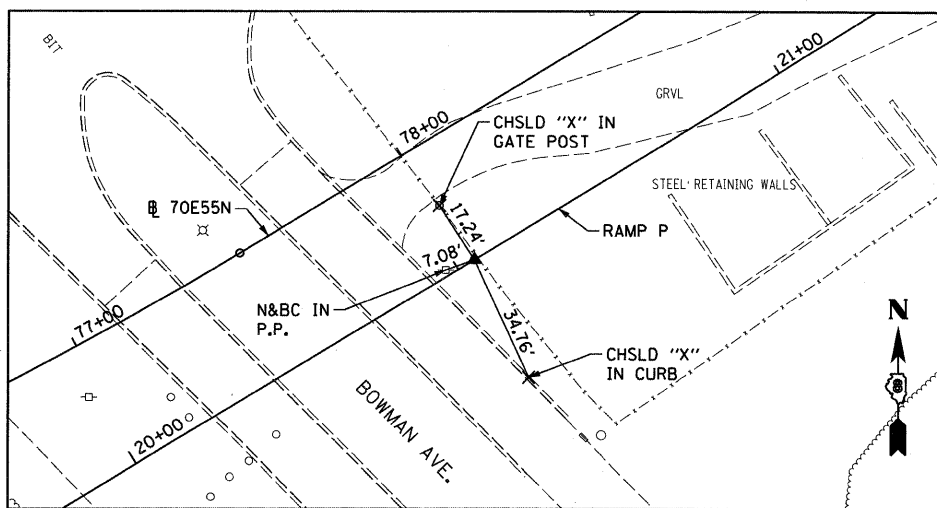 BIT
21+00
GRVL
78+00
CHSLD "X" IN
GATE POST
STEEL RETAINING WALLS
℄ 70E55N
17.24'
RAMP P
7.08'
N&BC IN
P.P.
77+00
34.76'
CHSLD "X"
IN CURB
N
BOWMAN AVE.
20+00